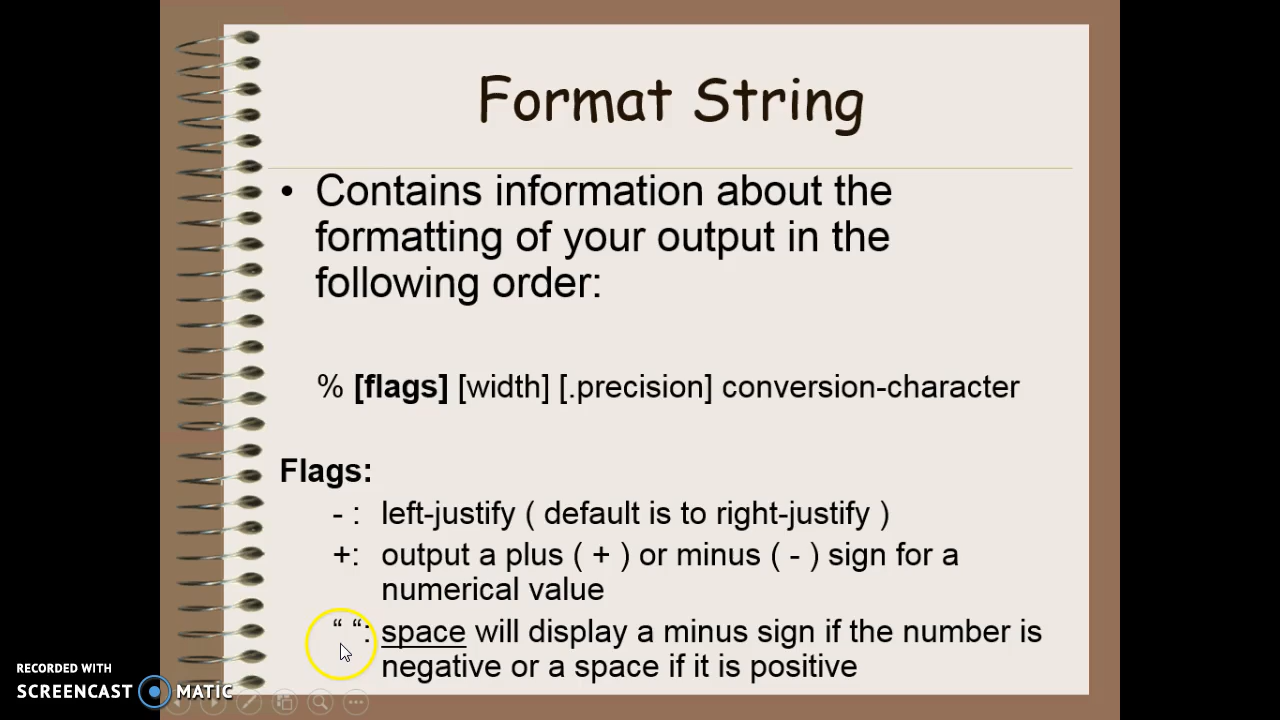 Format String
• Contains information about the
formatting of your output in the
following order:
% [flags] [width] [.precision] conversion-character
Flags:
- : left-justify ( default is to right-justify )
+: output a plus ( + ) or minus ( - ) sign for a
numerical value
“ “: space will display a minus sign if the number is
negative or a space if it is positive
RECORDED WITH
SCREENCAST MATIC